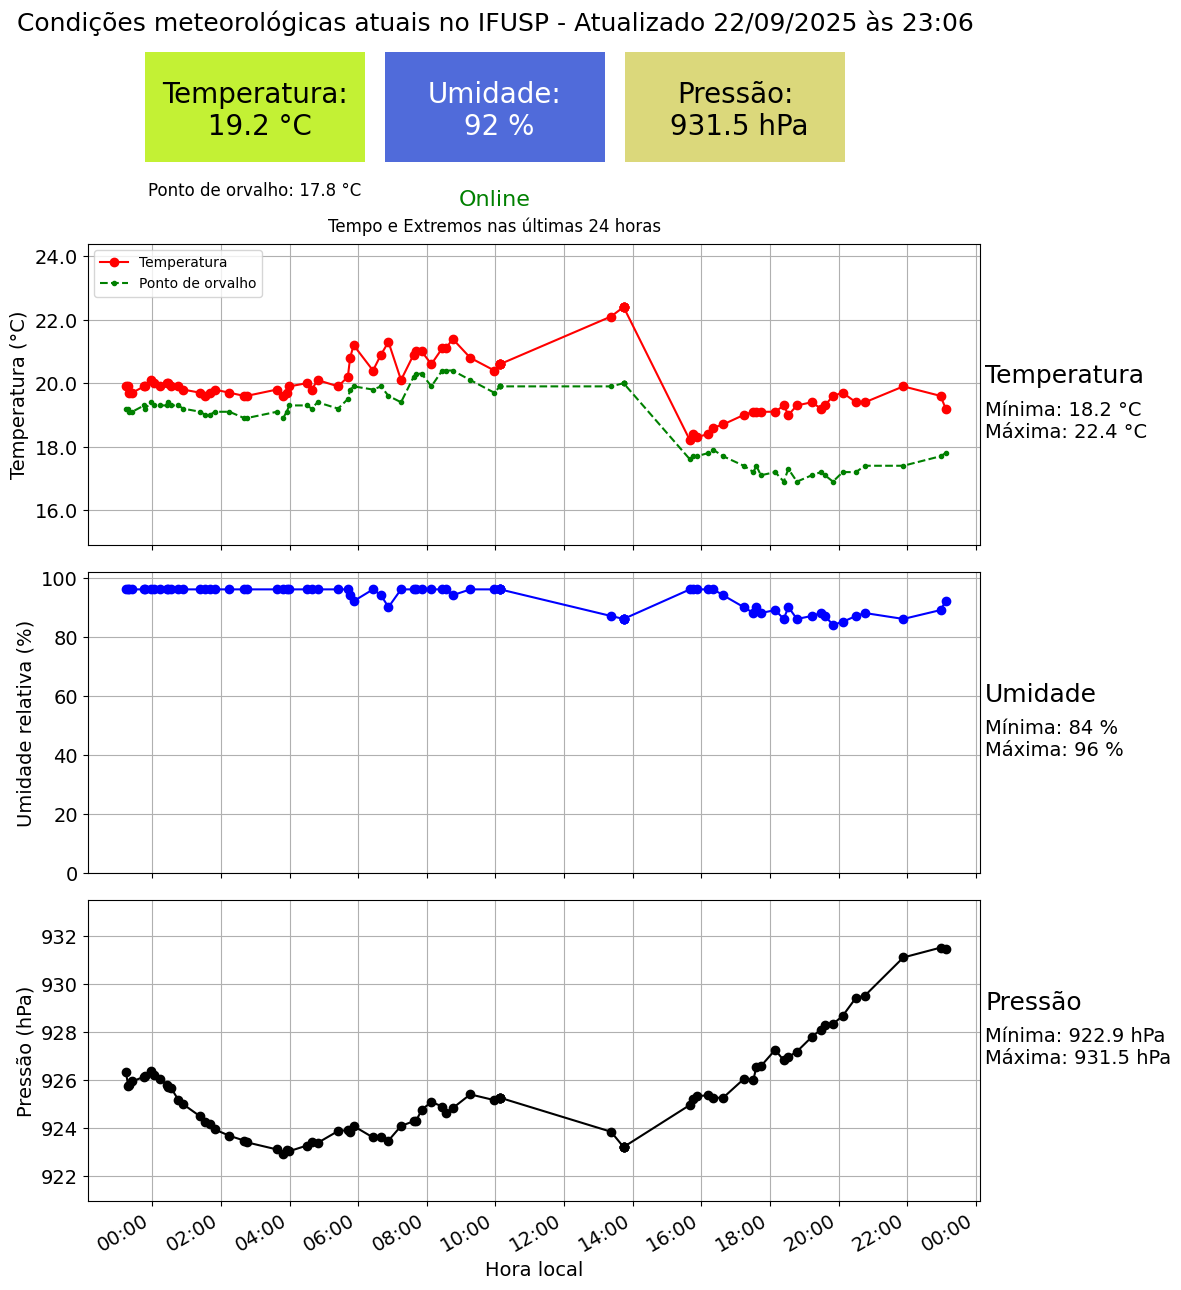 Condições meteorológicas atuais no IFUSP - Atualizado 22/09/2025 às 23:06
Temperatura:
19.2 °C
Umidade:
92 %
Pressão:
931.5 hPa
Ponto de orvalho: 17.8 °C
Online
Tempo e Extremos nas últimas 24 horas
Temperatura (°C)
24.0
22.0
20.0
18.0
16.0
Temperatura
Ponto de orvalho
Temperatura
Mínima: 18.2 °C
Máxima: 22.4 °C
Umidade relativa (%)
100
80
60
40
20
0
Umidade
Mínima: 84 %
Máxima: 96 %
Pressão (hPa)
932
930
928
926
924
922
Pressão
Mínima: 922.9 hPa
Máxima: 931.5 hPa
00:00 02:00 04:00 06:00 08:00 10:00 12:00 14:00 16:00 18:00 20:00 22:00 00:00
Hora local